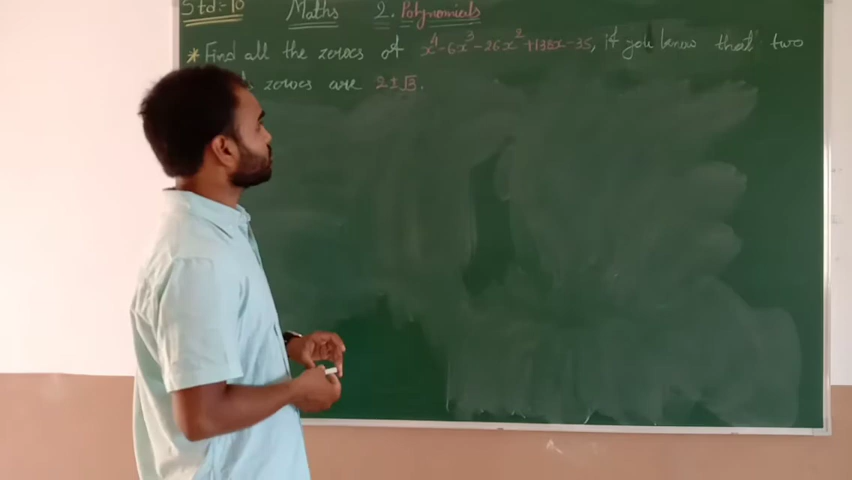 Std:- 10 Maths 2. Polynomials
* Find all the zeroes of x⁴-6x³-26x²+138x-35, if you know that two
zeroes are 2±√3.